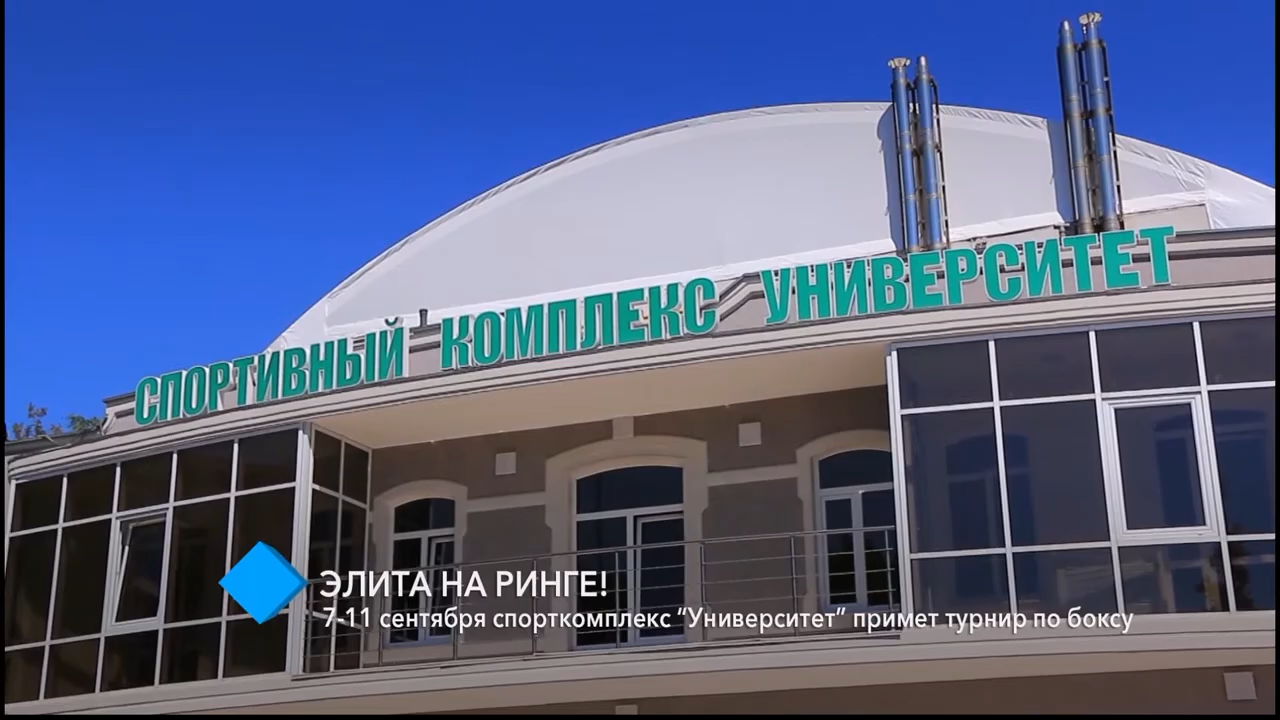 СПОРТИВНЫЙ КОМПЛЕКС УНИВЕРСИТЕТ
ЭЛИТА НА РИНГЕ!
7-11 сентября спорткомплекс “Университет” примет турнир по боксу